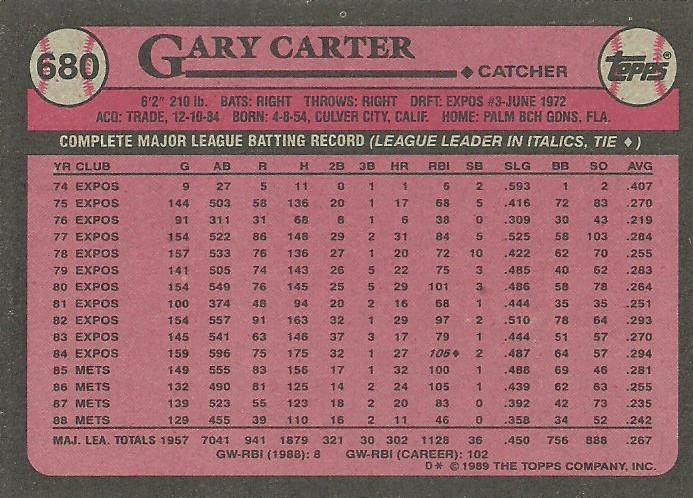 680
GARY CARTER
♦ CATCHER
Topps®
6'2" 210 lb. BATS: RIGHT THROWS: RIGHT DRFT: EXPOS #3-JUNE 1972
ACQ: TRADE, 12-10-84 BORN: 4-8-54, CULVER CITY, CALIF. HOME: PALM BCH GDNS, FLA.
COMPLETE MAJOR LEAGUE BATTING RECORD (LEAGUE LEADER IN ITALICS, TIE ♦)
YR CLUB G AB R H 2B 3B HR RBI SB SLG BB SO AVG
74 EXPOS 9 27 5 11 0 1 1 6 2 .593 1 2 .407
75 EXPOS 144 503 58 136 20 1 17 68 5 .416 72 83 .270
76 EXPOS 91 311 31 68 8 1 6 38 0 .309 30 43 .219
77 EXPOS 154 522 86 148 29 2 31 84 5 .525 58 103 .284
78 EXPOS 157 533 76 136 27 1 20 72 10 .422 62 70 .255
79 EXPOS 141 505 74 143 26 5 22 75 3 .485 40 62 .283
80 EXPOS 154 549 76 145 25 5 29 101 3 .486 58 78 .264
81 EXPOS 100 374 48 94 20 2 16 68 1 .444 35 35 .251
82 EXPOS 154 557 91 163 32 1 29 97 2 .510 78 64 .293
83 EXPOS 145 541 63 146 37 3 17 79 1 .444 51 57 .270
84 EXPOS 159 596 75 175 32 1 27 106♦ 2 .487 64 57 .294
85 METS 149 555 83 156 17 1 32 100 1 .488 69 46 .281
86 METS 132 490 81 125 14 2 24 105 1 .439 62 63 .255
87 METS 139 523 55 123 18 2 20 83 0 .392 42 73 .235
88 METS 129 455 39 110 16 2 11 46 0 .358 34 52 .242
MAJ. LEA. TOTALS 1957 7041 941 1879 321 30 302 1128 36 .450 756 888 .267
GW-RBI (1988): 8 GW-RBI (CAREER): 102
D* © 1989 THE TOPPS COMPANY, INC.